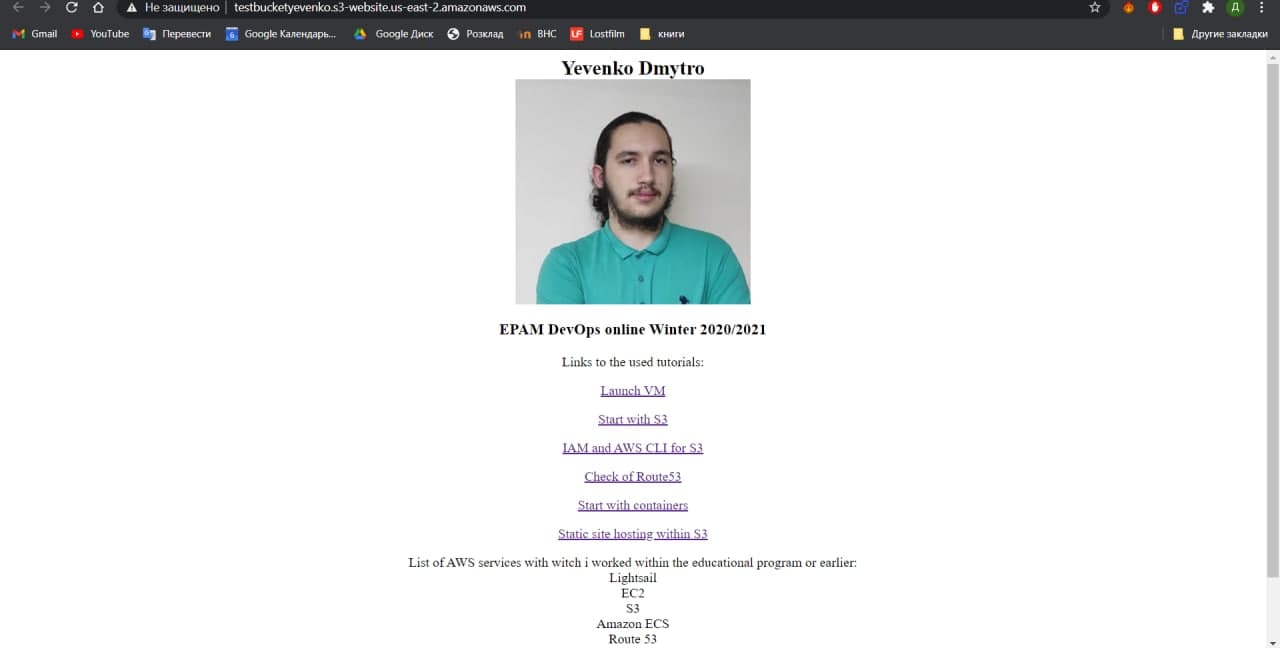 Не защищено | testbucketyevenko.s3-website.us-east-2.amazonaws.com
Д
Gmail YouTube Перевести Google Календарь... Google Диск Розклад ВНС Lostfilm книги Другие закладки
Yevenko Dmytro
EPAM DevOps online Winter 2020/2021
Links to the used tutorials:
Launch VM
Start with S3
IAM and AWS CLI for S3
Check of Route53
Start with containers
Static site hosting within S3
List of AWS services with witch i worked within the educational program or earlier:
Lightsail
EC2
S3
Amazon ECS
Route 53